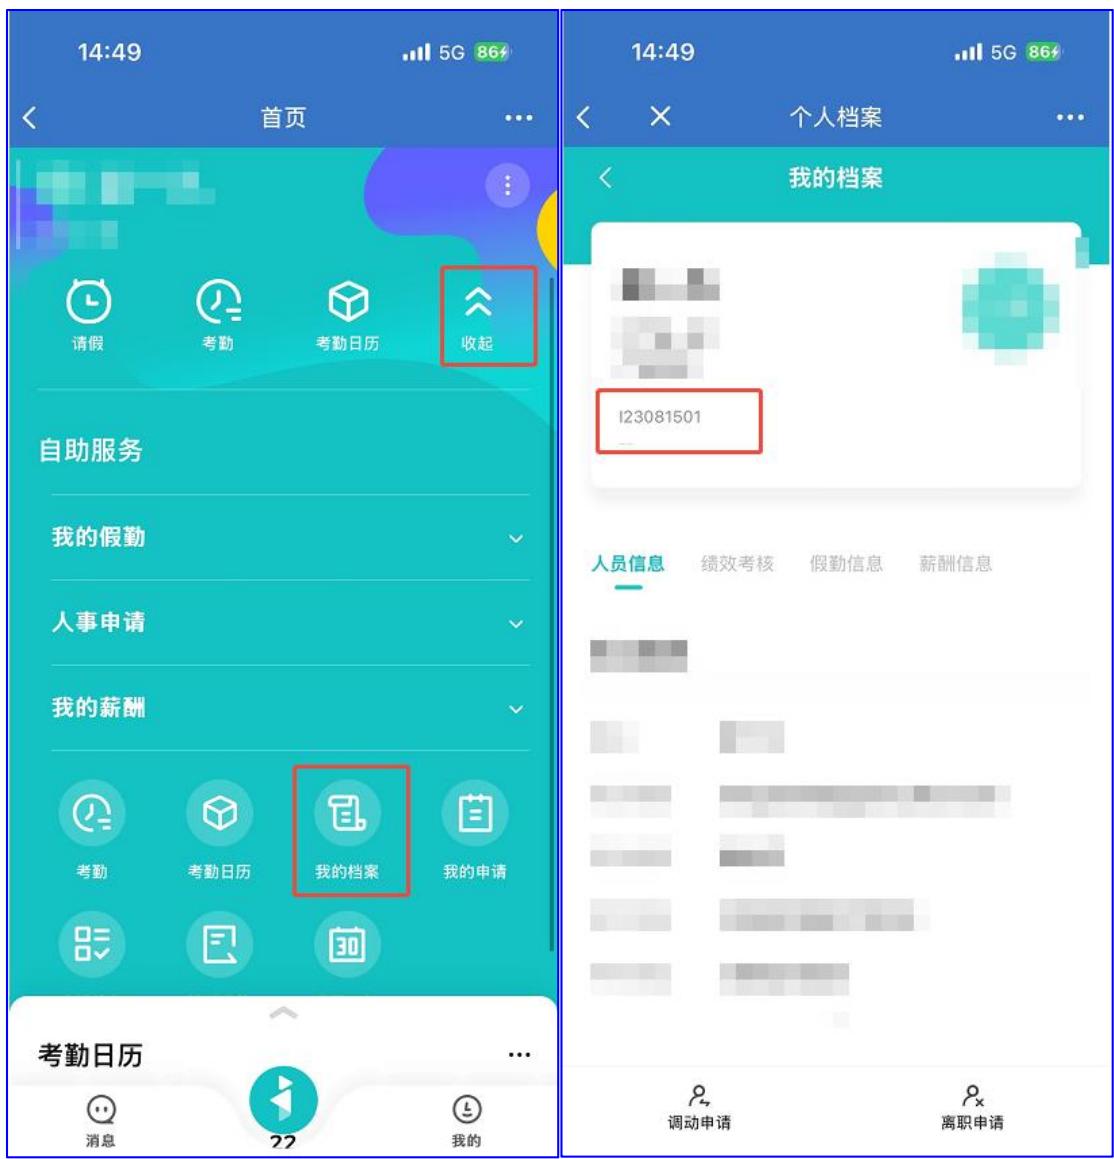 14:49
5G 86
首页
请假
考勤
考勤日历
收起
自助服务
我的假勤
人事申请
我的薪酬
考勤
考勤日历
我的档案
我的申请
30
考勤日历
消息
22
我的
14:49
5G 86
个人档案
我的档案
I23081501
人员信息
绩效考核
假勤信息
薪酬信息
调动申请
离职申请